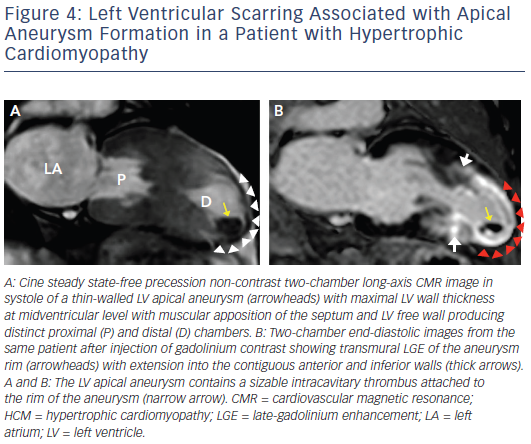 Figure 4: Left Ventricular Scarring Associated with Apical
Aneurysm Formation in a Patient with Hypertrophic
Cardiomyopathy
A
B
LA
P
D
A: Cine steady state-free precession non-contrast two-chamber long-axis CMR image in
systole of a thin-walled LV apical aneurysm (arrowheads) with maximal LV wall thickness
at midventricular level with muscular apposition of the septum and LV free wall producing
distinct proximal (P) and distal (D) chambers. B: Two-chamber end-diastolic images from the
same patient after injection of gadolinium contrast showing transmural LGE of the aneurysm
rim (arrowheads) with extension into the contiguous anterior and inferior walls (thick arrows).
A and B: The LV apical aneurysm contains a sizable intracavitary thrombus attached to
the rim of the aneurysm (narrow arrow). CMR = cardiovascular magnetic resonance;
HCM = hypertrophic cardiomyopathy; LGE = late-gadolinium enhancement; LA = left
atrium; LV = left ventricle.